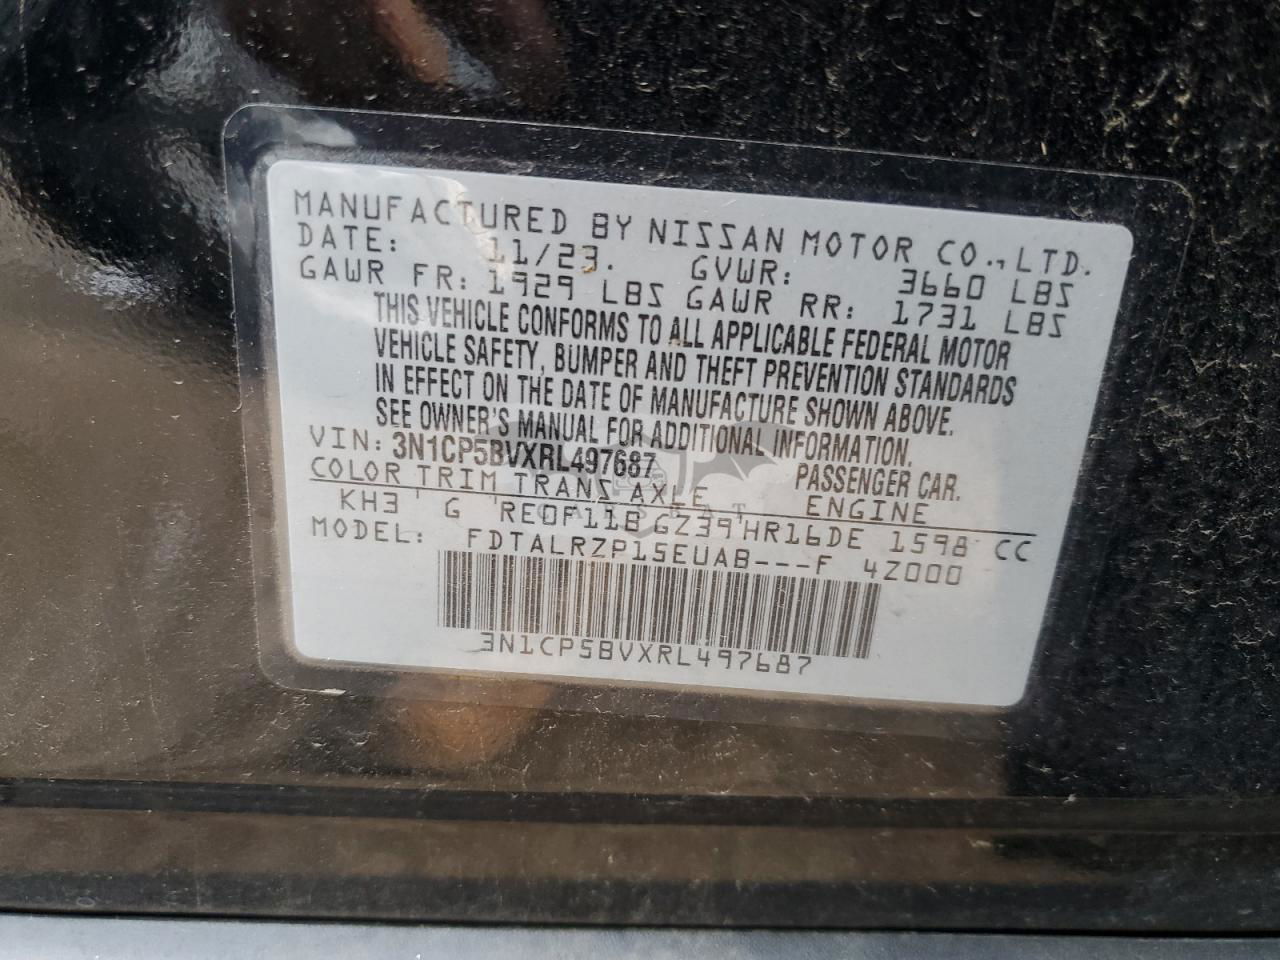 MANUFACTURED BY NISSAN MOTOR CO., LTD.
DATE: 11/23. GVWR: 3660 LBS
GAWR FR: 1929 LBS GAWR RR: 1731 LBS
THIS VEHICLE CONFORMS TO ALL APPLICABLE FEDERAL MOTOR
VEHICLE SAFETY, BUMPER AND THEFT PREVENTION STANDARDS
IN EFFECT ON THE DATE OF MANUFACTURE SHOWN ABOVE.
SEE OWNER'S MANUAL FOR ADDITIONAL INFORMATION.
VIN: 3N1CP5BVXRL497687 PASSENGER CAR.
COLOR TRIM TRANS AXLE ENGINE
KH3 G RE0F11B GZ39 HR16DE 1598 CC
MODEL: FDTALRZP15EUAB---F 4Z000
3N1CP5BVXRL497687